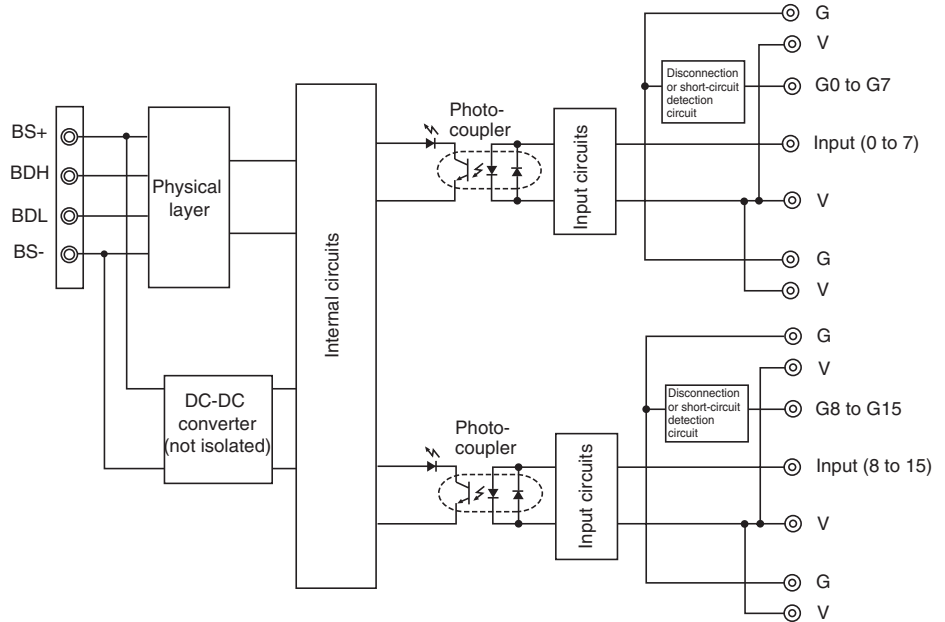 BS+
BDH
BDL
BS-
Physical
layer
DC-DC
converter
(not isolated)
Internal circuits
Photo-
coupler
Input circuits
Disconnection
or short-circuit
detection
circuit
G
V
G0 to G7
Input (0 to 7)
V
G
V
Photo-
coupler
Input circuits
Disconnection
or short-circuit
detection
circuit
G
V
G8 to G15
Input (8 to 15)
V
G
V